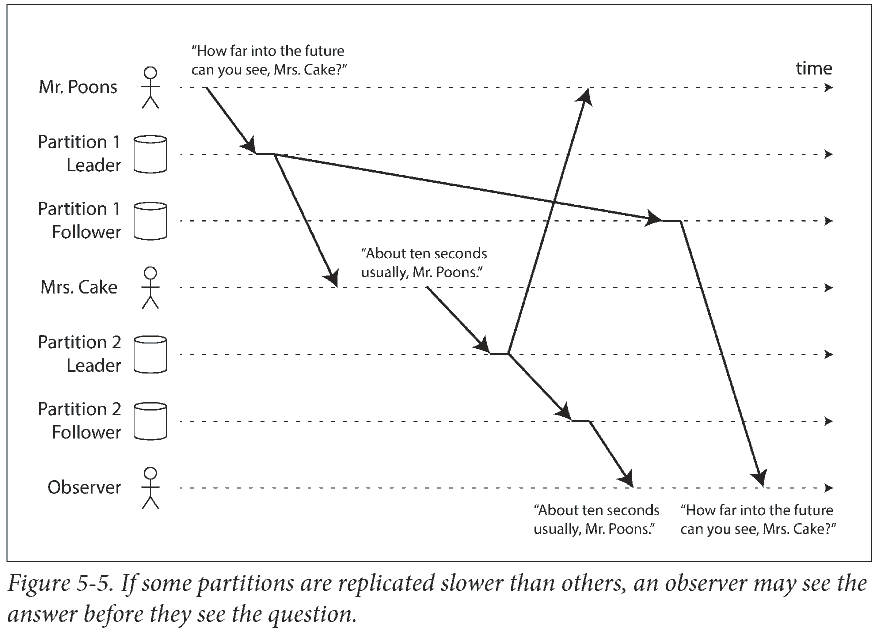 “How far into the future
can you see, Mrs. Cake?”
time
Mr. Poons
Partition 1
Leader
Partition 1
Follower
“About ten seconds
usually, Mr. Poons.”
Mrs. Cake
Partition 2
Leader
Partition 2
Follower
Observer
“About ten seconds
usually, Mr. Poons.”
“How far into the future
can you see, Mrs. Cake?”
Figure 5-5. If some partitions are replicated slower than others, an observer may see the
answer before they see the question.